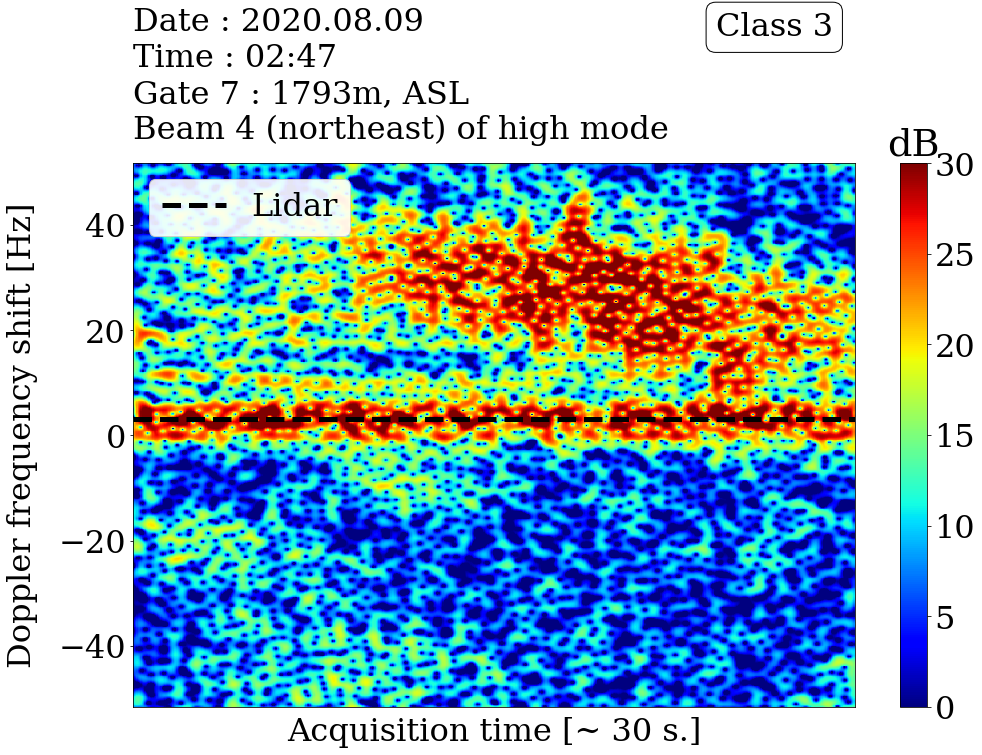 Date : 2020.08.09
Time : 02:47
Gate 7 : 1793m, ASL
Beam 4 (northeast) of high mode
Class 3
dB
Lidar
Doppler frequency shift [Hz]
40
20
0
−20
−40
Acquisition time [~ 30 s.]
30
25
20
15
10
5
0